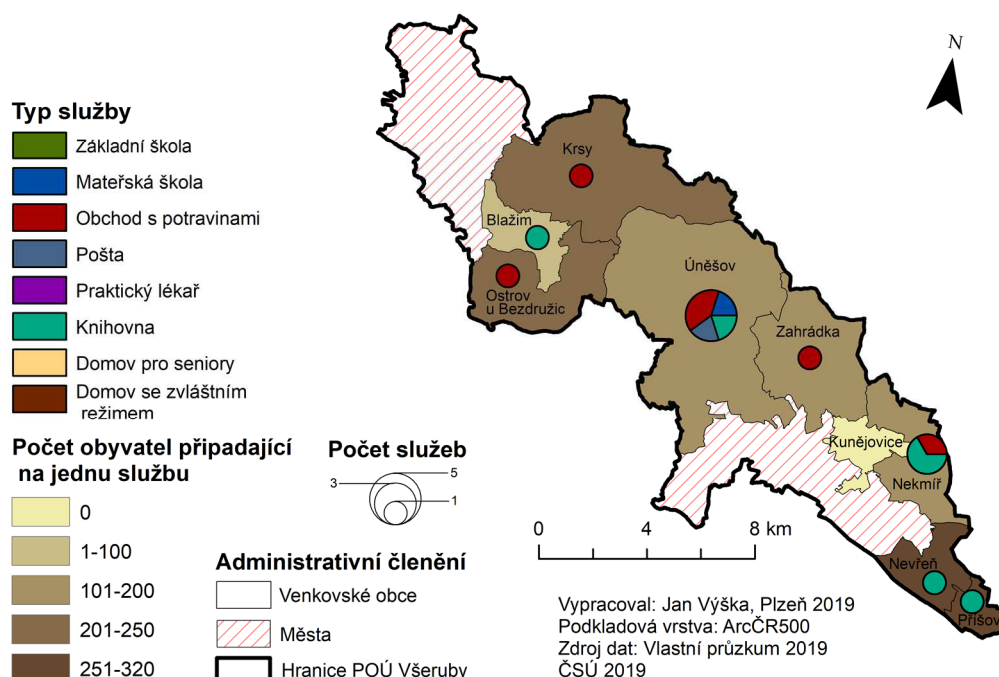 N
Typ služby
Základní škola
Mateřská škola
Obchod s potravinami
Pošta
Praktický lékař
Knihovna
Domov pro seniory
Domov se zvláštním
režimem
Počet obyvatel připadající
na jednu službu
0
1-100
101-200
201-250
251-320
Počet služeb
5
3
1
Administrativní členění
Venkovské obce
Města
Hranice POÚ Všeruby
Krsy
Blažim
Ostrov
u Bezdružic
Úněšov
Zahrádka
Kunějovice
Nekmíř
Nevřeň
Příšov
0 4 8 km
Vypracoval: Jan Výška, Plzeň 2019
Podkladová vrstva: ArcČR500
Zdroj dat: Vlastní průzkum 2019
ČSÚ 2019